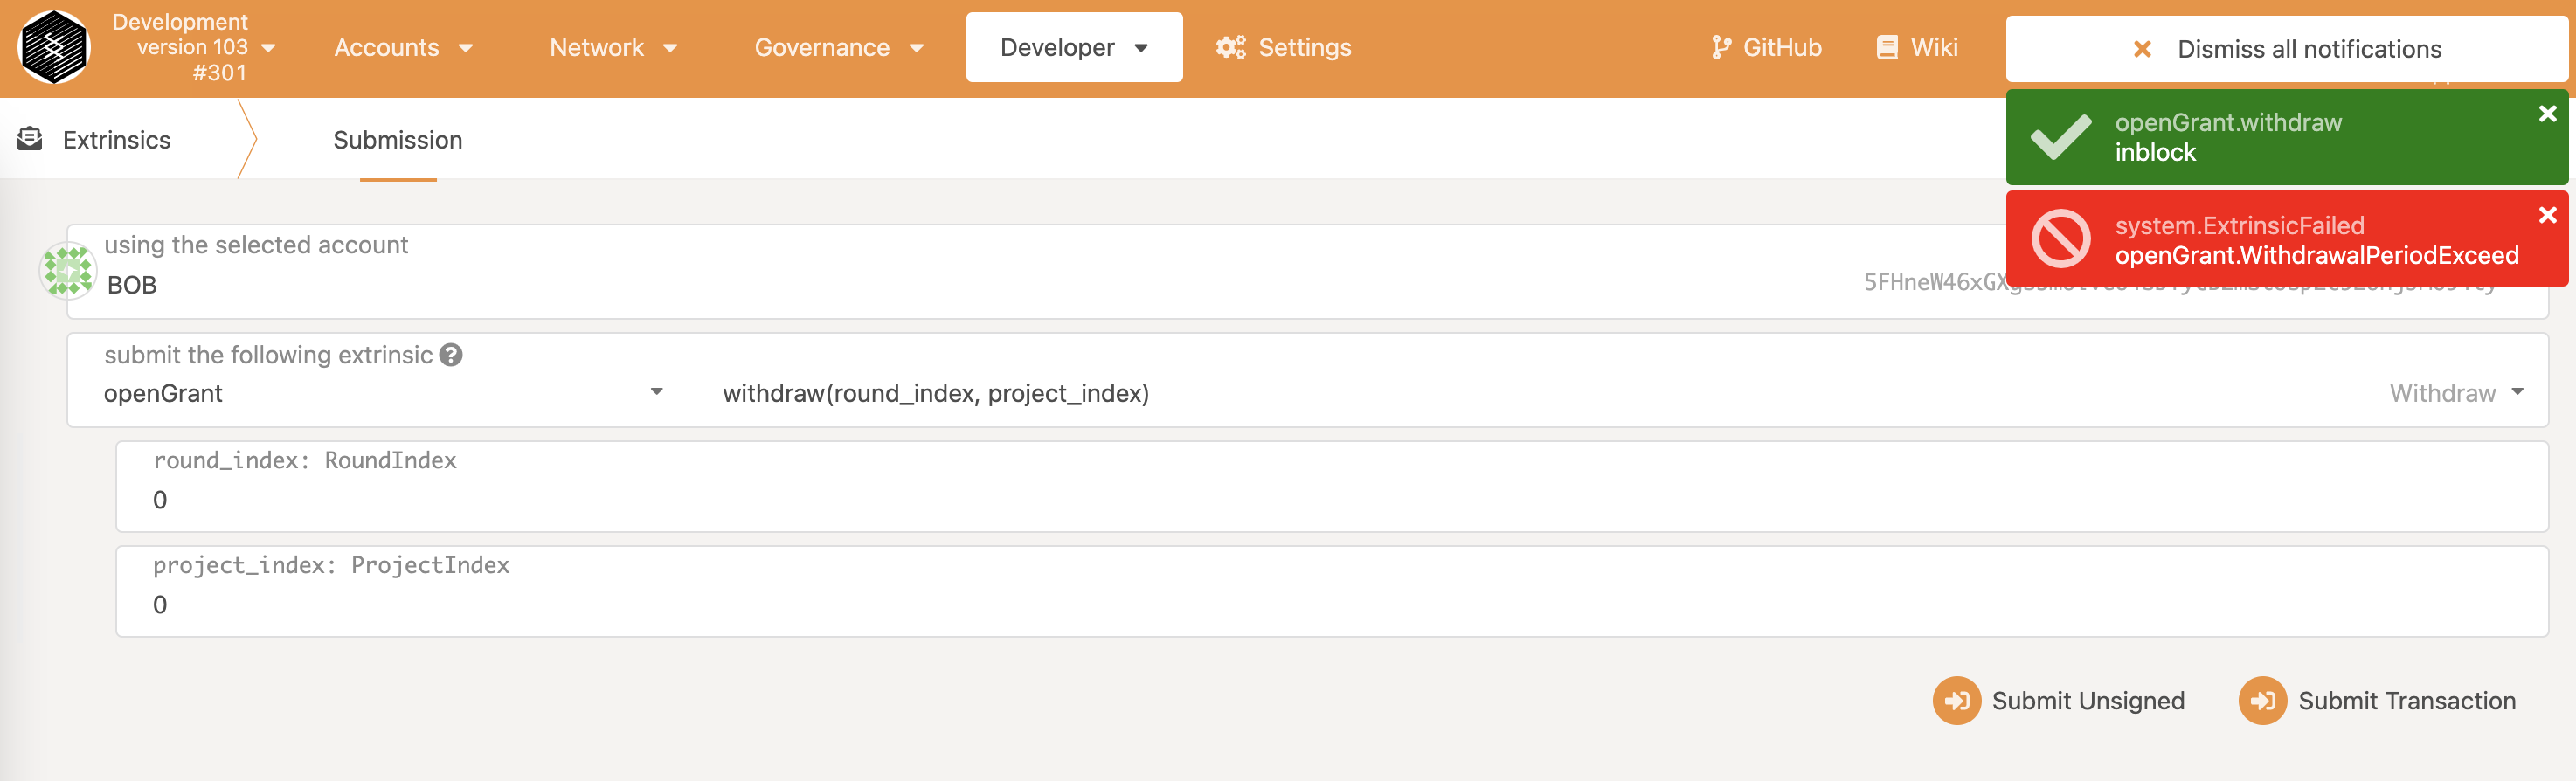 Development
version 103
#301
Accounts
Network
Governance
Developer
Settings
GitHub
Wiki
Dismiss all notifications
openGrant.withdraw
inblock
system.ExtrinsicFailed
openGrant.WithdrawalPeriodExceed
Extrinsics
Submission
using the selected account
BOB
submit the following extrinsic
openGrant
withdraw(round_index, project_index)
Withdraw
round_index: RoundIndex
0
project_index: ProjectIndex
0
Submit Unsigned
Submit Transaction